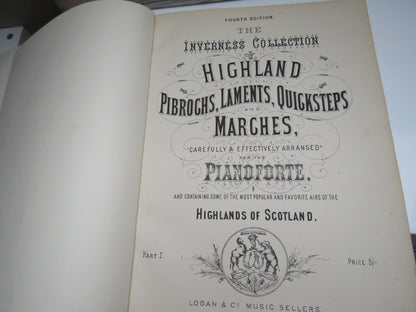 FOURTH EDITION.
THE
INVERNESS COLLECTION
OF
HIGHLAND
PIBROCHS, LAMENTS, QUICKSTEPS
AND
MARCHES,
"CAREFULLY & EFFECTIVELY ARRANGED"
FOR THE
PIANOFORTE,
AND CONTAINING SOME OF THE MOST POPULAR AND FAVORITE AIRS OF THE
HIGHLANDS OF SCOTLAND.
PART I.
PRICE 5/-
LOGAN & CO MUSIC SELLERS,